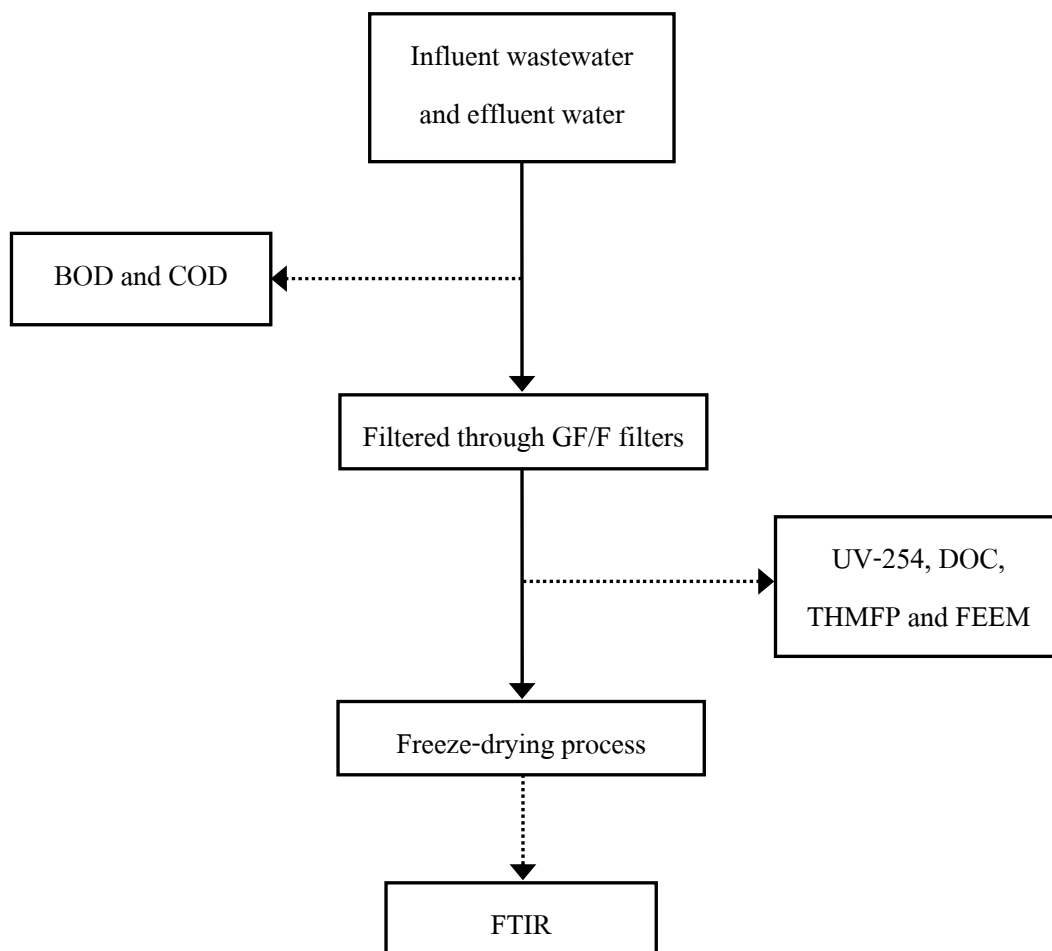 Influent wastewater
and effluent water
BOD and COD
Filtered through GF/F filters
UV-254, DOC,
THMFP and FEEM
Freeze-drying process
FTIR